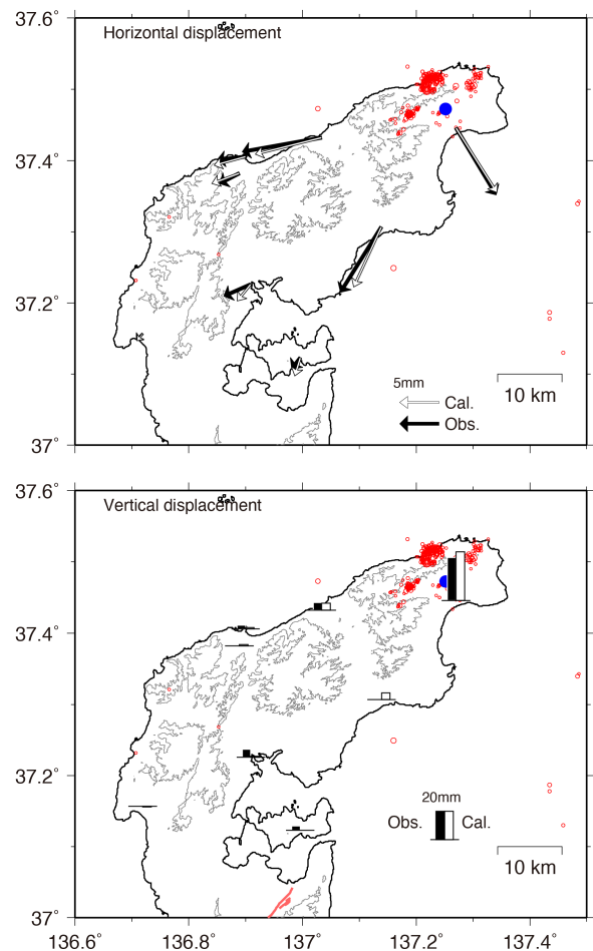 37.6°
Horizontal displacement
37.4°
37.2°
5mm
Cal.
Obs.
10 km
37°
37.6°
Vertical displacement
37.4°
37.2°
20mm
Obs. Cal.
10 km
37°
136.6° 136.8° 137° 137.2° 137.4°